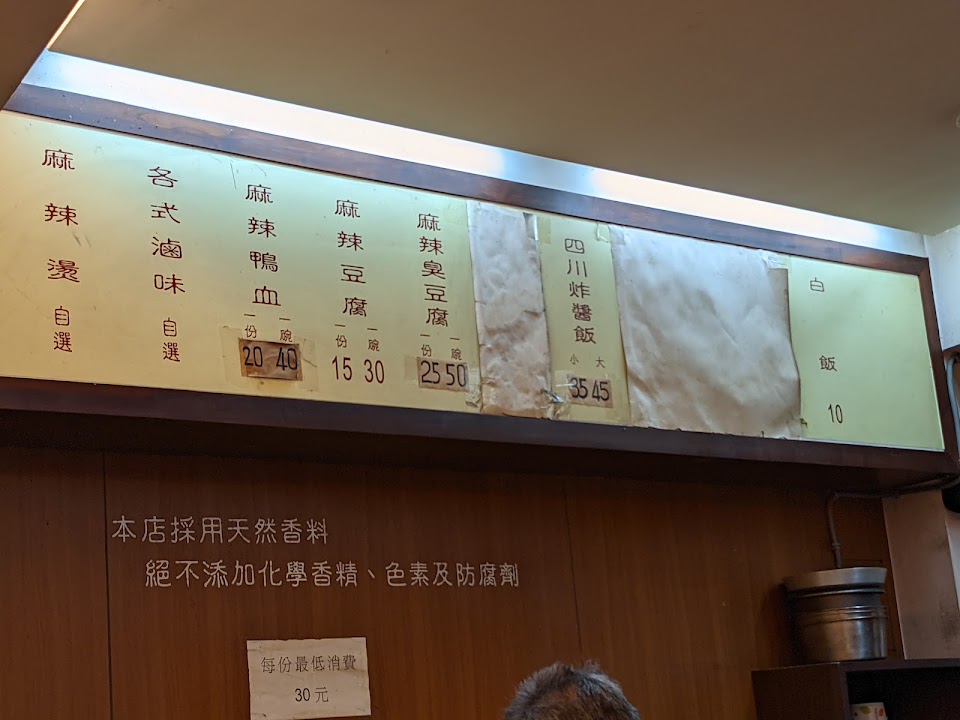 麻辣燙 自選
各式滷味 自選
麻辣鴨血
一份 一碗
20 40
麻辣豆腐
一份 一碗
15 30
麻辣臭豆腐
一份 一碗
25 50
四川炸醬飯
小 大
35 45
白飯
10
本店採用天然香料
絕不添加化學香精、色素及防腐劑
每份最低消費
30元